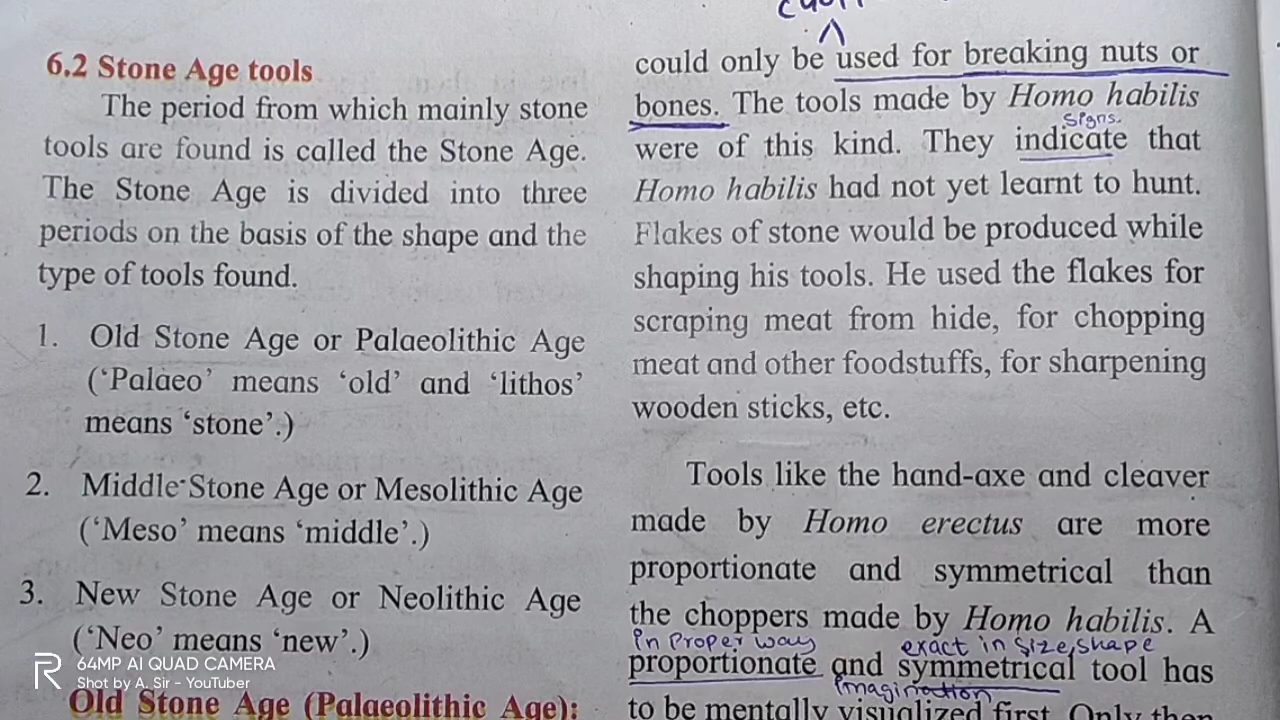 6.2 Stone Age tools
The period from which mainly stone
tools are found is called the Stone Age.
The Stone Age is divided into three
periods on the basis of the shape and the
type of tools found.
1. Old Stone Age or Palaeolithic Age
('Palaeo' means 'old' and 'lithos'
means 'stone'.)
2. Middle Stone Age or Mesolithic Age
('Meso' means 'middle'.)
3. New Stone Age or Neolithic Age
('Neo' means 'new'.)
64MP AI QUAD CAMERA
Shot by A. Sir - YouTuber
Old Stone Age (Palaeolithic Age):
could only be used for breaking nuts or
bones. The tools made by Homo habilis
signs.
were of this kind. They indicate that
Homo habilis had not yet learnt to hunt.
Flakes of stone would be produced while
shaping his tools. He used the flakes for
scraping meat from hide, for chopping
meat and other foodstuffs, for sharpening
wooden sticks, etc.
Tools like the hand-axe and cleaver
made by Homo erectus are more
proportionate and symmetrical than
the choppers made by Homo habilis. A
in proper way exact in size, shape
proportionate and symmetrical tool has
imagination
to be mentally visualized first. Only then